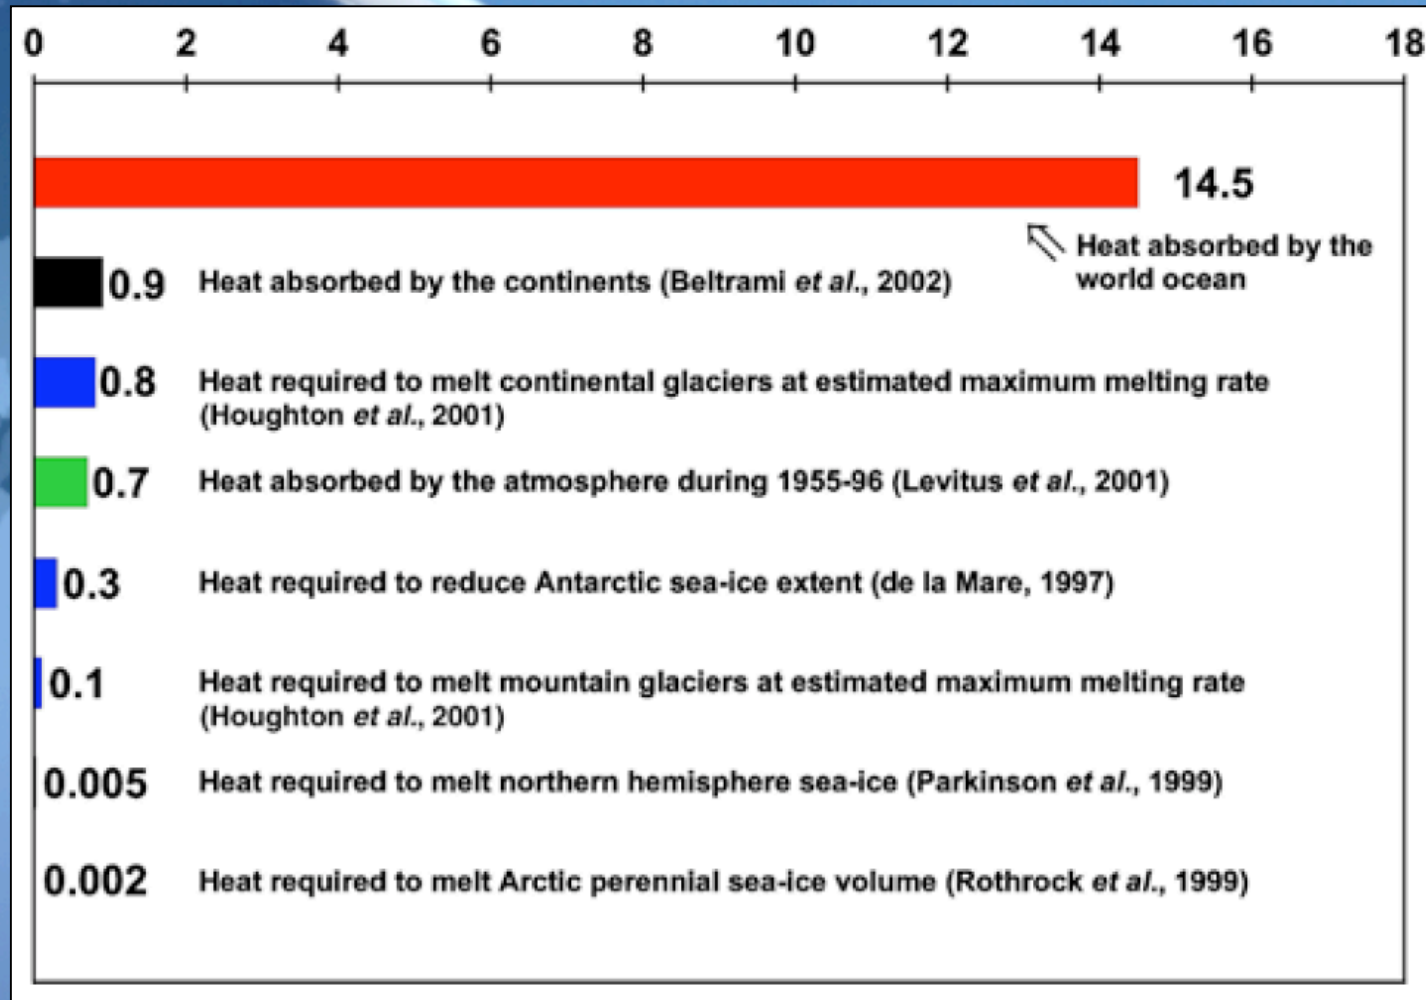 0 2 4 6 8 10 12 14 16 18
14.5
Heat absorbed by the
world ocean
0.9 Heat absorbed by the continents (Beltrami et al., 2002)
0.8 Heat required to melt continental glaciers at estimated maximum melting rate
(Houghton et al., 2001)
0.7 Heat absorbed by the atmosphere during 1955-96 (Levitus et al., 2001)
0.3 Heat required to reduce Antarctic sea-ice extent (de la Mare, 1997)
0.1 Heat required to melt mountain glaciers at estimated maximum melting rate
(Houghton et al., 2001)
0.005 Heat required to melt northern hemisphere sea-ice (Parkinson et al., 1999)
0.002 Heat required to melt Arctic perennial sea-ice volume (Rothrock et al., 1999)